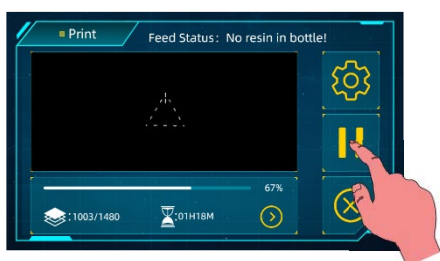 Print
Feed Status: No resin in bottle!
67%
:1003/1480
:01H18M